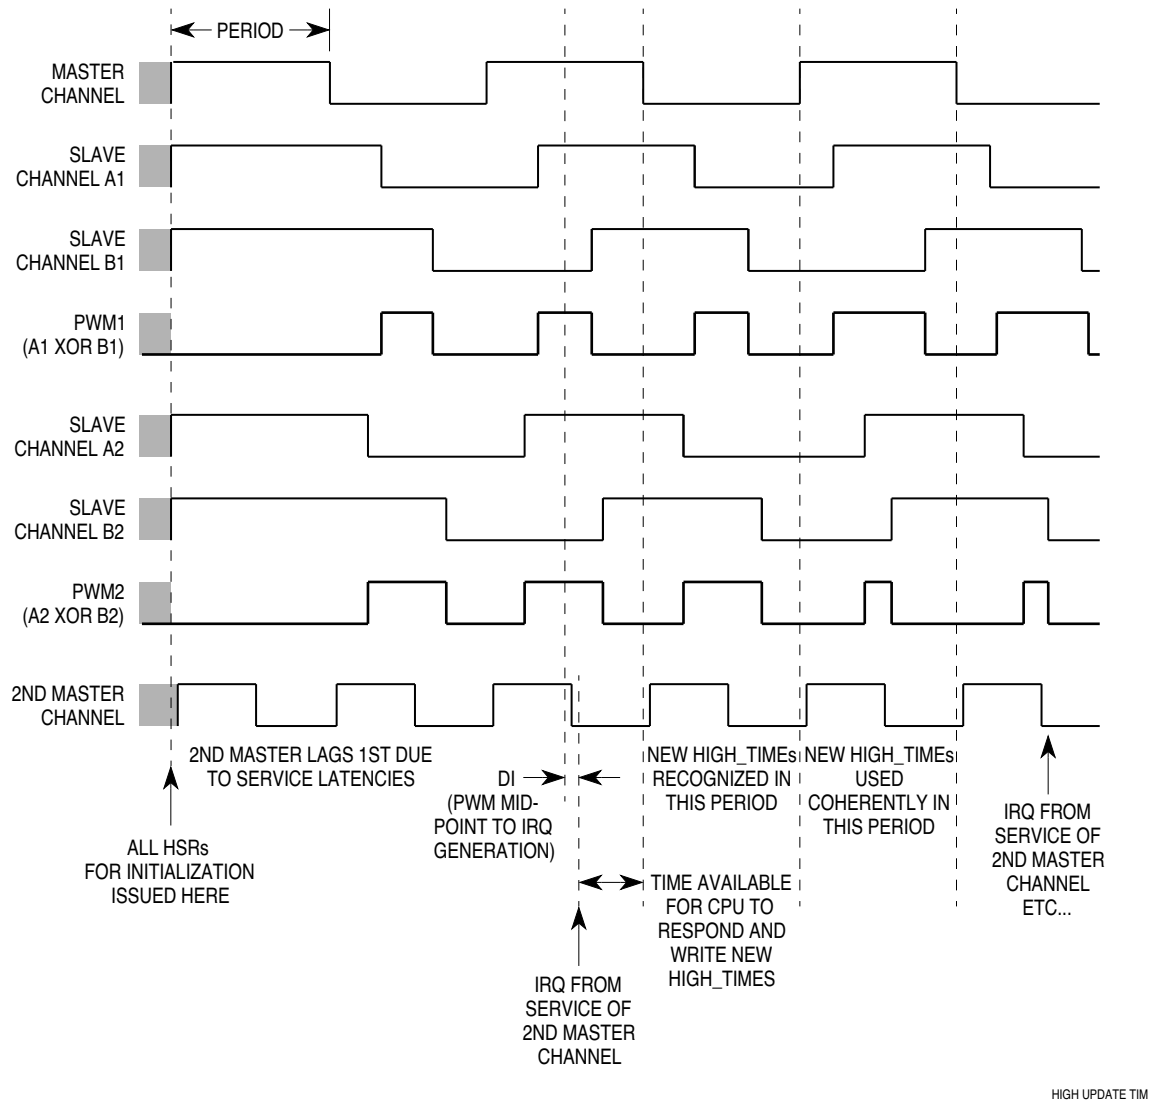 PERIOD
MASTER
CHANNEL
SLAVE
CHANNEL A1
SLAVE
CHANNEL B1
PWM1
(A1 XOR B1)
SLAVE
CHANNEL A2
SLAVE
CHANNEL B2
PWM2
(A2 XOR B2)
2ND MASTER
CHANNEL
2ND MASTER LAGS 1ST DUE
TO SERVICE LATENCIES
ALL HSRs
FOR INITIALIZATION
ISSUED HERE
DI
(PWM MID-
POINT TO IRQ
GENERATION)
NEW HIGH_TIMEs
RECOGNIZED IN
THIS PERIOD
NEW HIGH_TIMEs
USED
COHERENTLY IN
THIS PERIOD
IRQ FROM
SERVICE OF
2ND MASTER
CHANNEL
ETC...
TIME AVAILABLE
FOR CPU TO
RESPOND AND
WRITE NEW
HIGH_TIMES
IRQ FROM
SERVICE OF
2ND MASTER
CHANNEL
HIGH UPDATE TIM